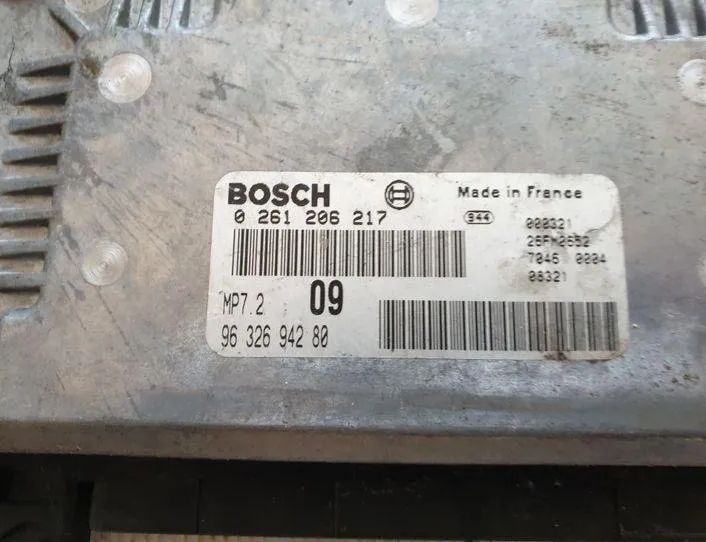 BOSCH Made in France
0 261 206 217 944 000321
26FM0652
7046 0004
08321
MP7.2 09
96 326 942 80